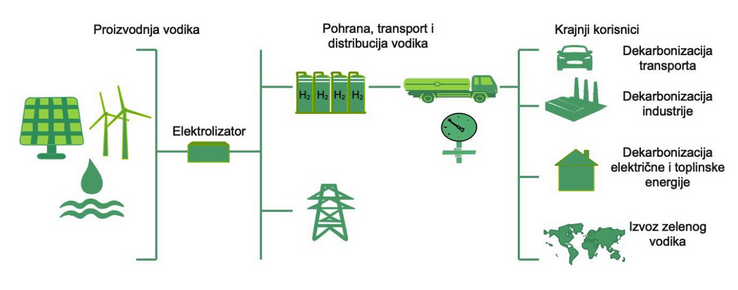 Proizvodnja vodika
Pohrana, transport i
distribucija vodika
Krajnji korisnici
Elektrolizator
H₂ H₂ H₂ H₂
Dekarbonizacija
transporta
Dekarbonizacija
industrije
Dekarbonizacija
električne i toplinske
energije
Izvoz zelenog
vodika